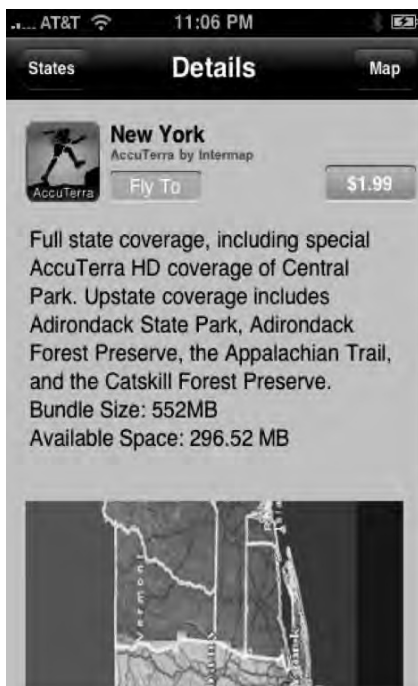 AT&T 11:06 PM
States Details Map
New York
AccuTerra by Intermap
AccuTerra Fly To $1.99
Full state coverage, including special
AccuTerra HD coverage of Central
Park. Upstate coverage includes
Adirondack State Park, Adirondack
Forest Preserve, the Appalachian Trail,
and the Catskill Forest Preserve.
Bundle Size: 552MB
Available Space: 296.52 MB